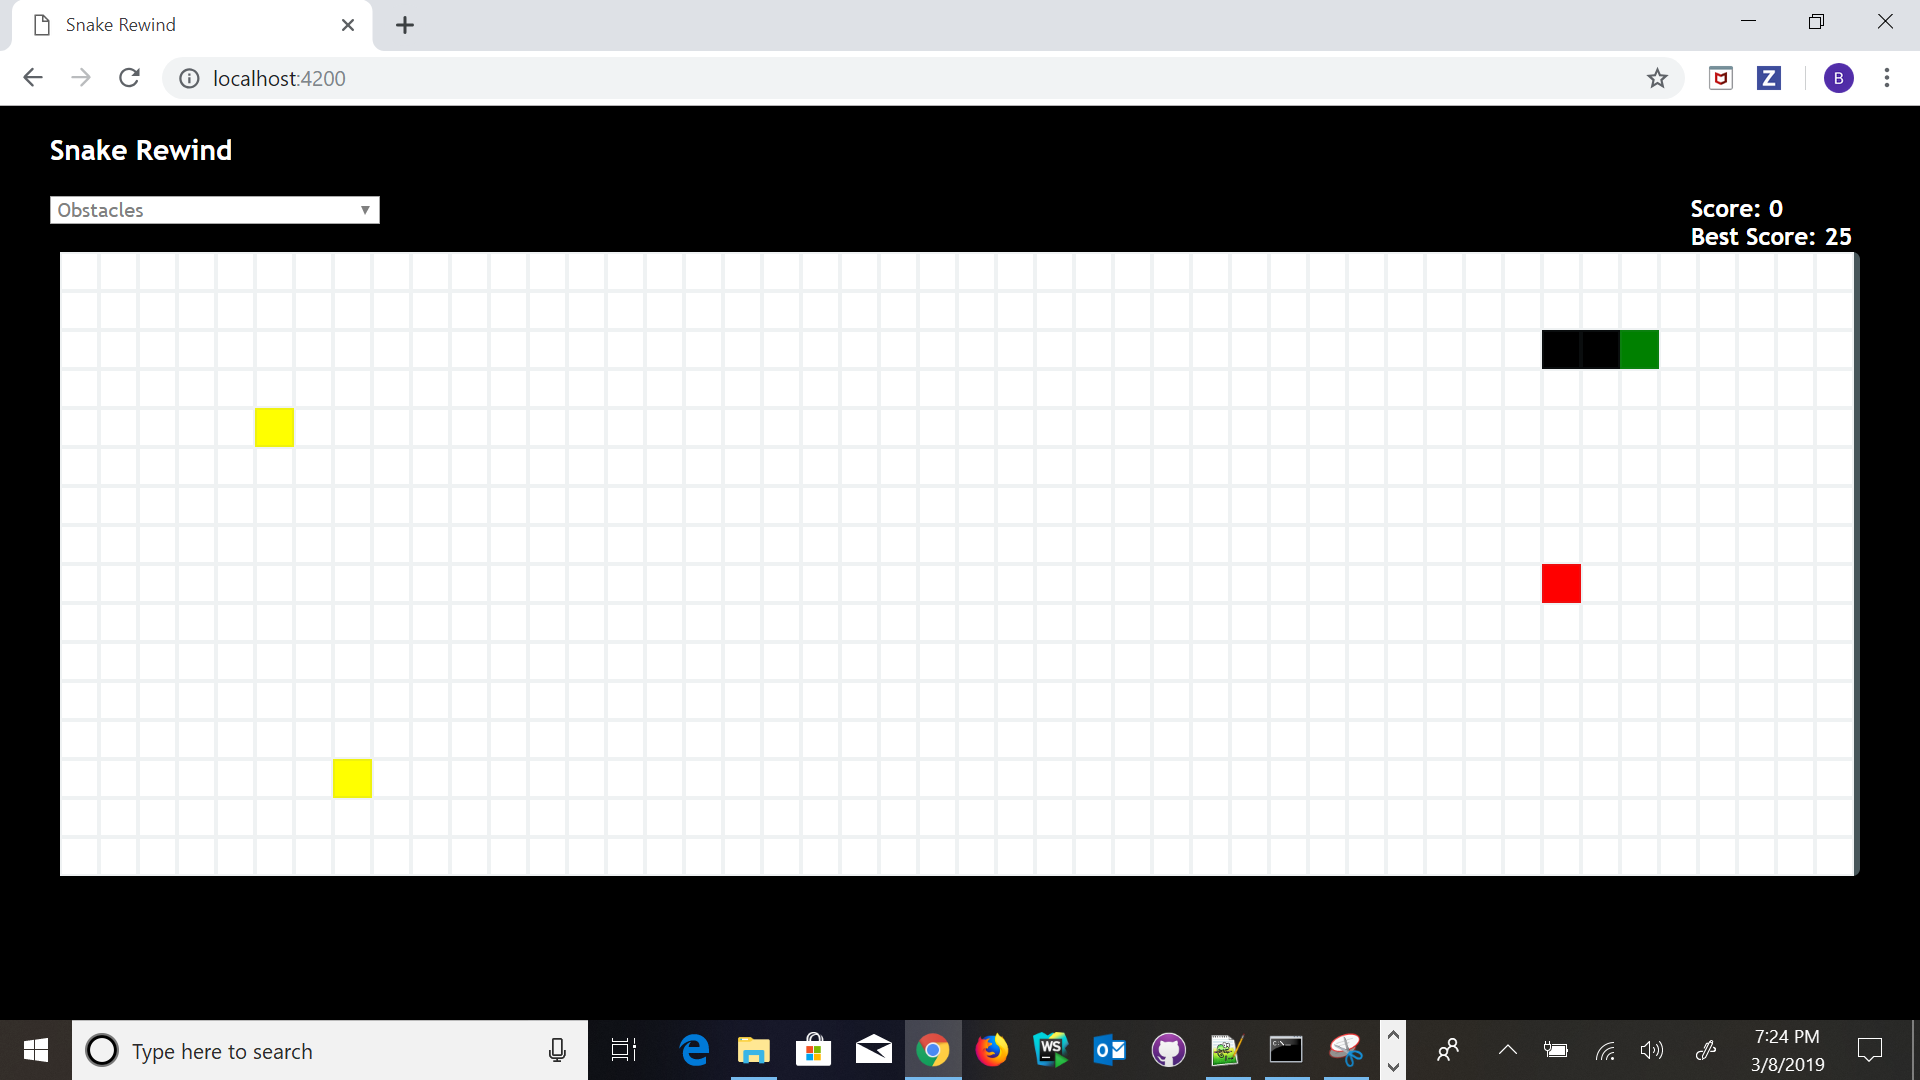 Snake Rewind
localhost:4200
Z
B
Snake Rewind
Obstacles
Score: 0
Best Score: 25
Type here to search
WS
7:24 PM
3/8/2019